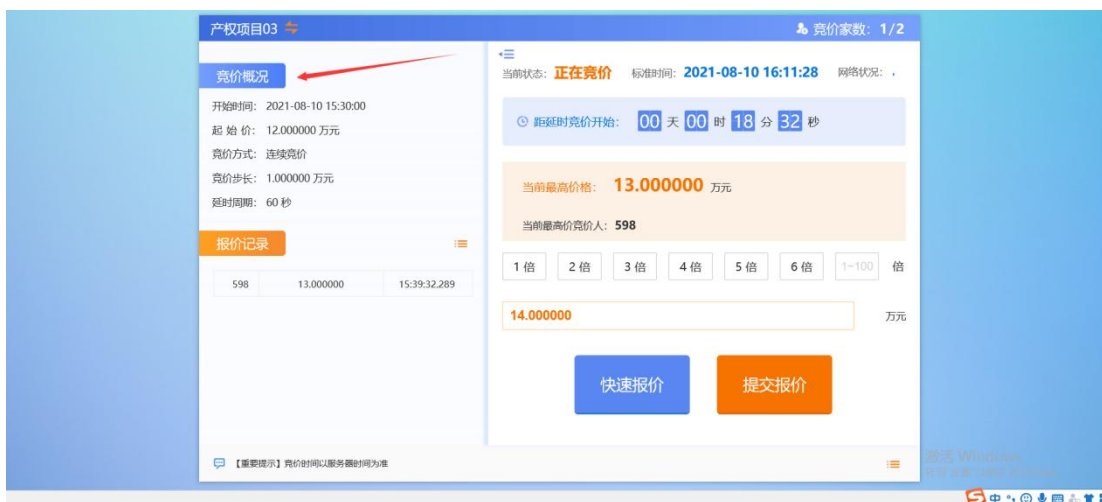 产权项目03
竞价家数: 1/2
竞价概况
开始时间: 2021-08-10 15:30:00
起 始 价: 12.000000 万元
竞价方式: 连续竞价
竞价步长: 1.000000 万元
延时周期: 60 秒
报价记录
598 13.000000 15:39:32.289
当前状态: 正在竞价 标准时间: 2021-08-10 16:11:28 网络状况:
距延时竞价开始: 00 天 00 时 18 分 32 秒
当前最高价格: 13.000000 万元
当前最高价竞价人: 598
1 倍 2 倍 3 倍 4 倍 5 倍 6 倍 1~100 倍
14.000000 万元
快速报价 提交报价
【重要提示】竞价时间以服务器时间为准
激活 Windows
中